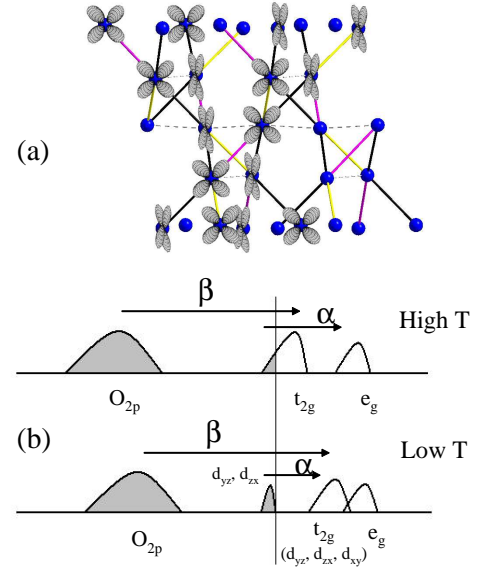 (a)
β
α
High T
O2p
t2g
eg
(b)
β
Low T
dyz, dzx
α
O2p
t2g
eg
(dyz, dzx, dxy)